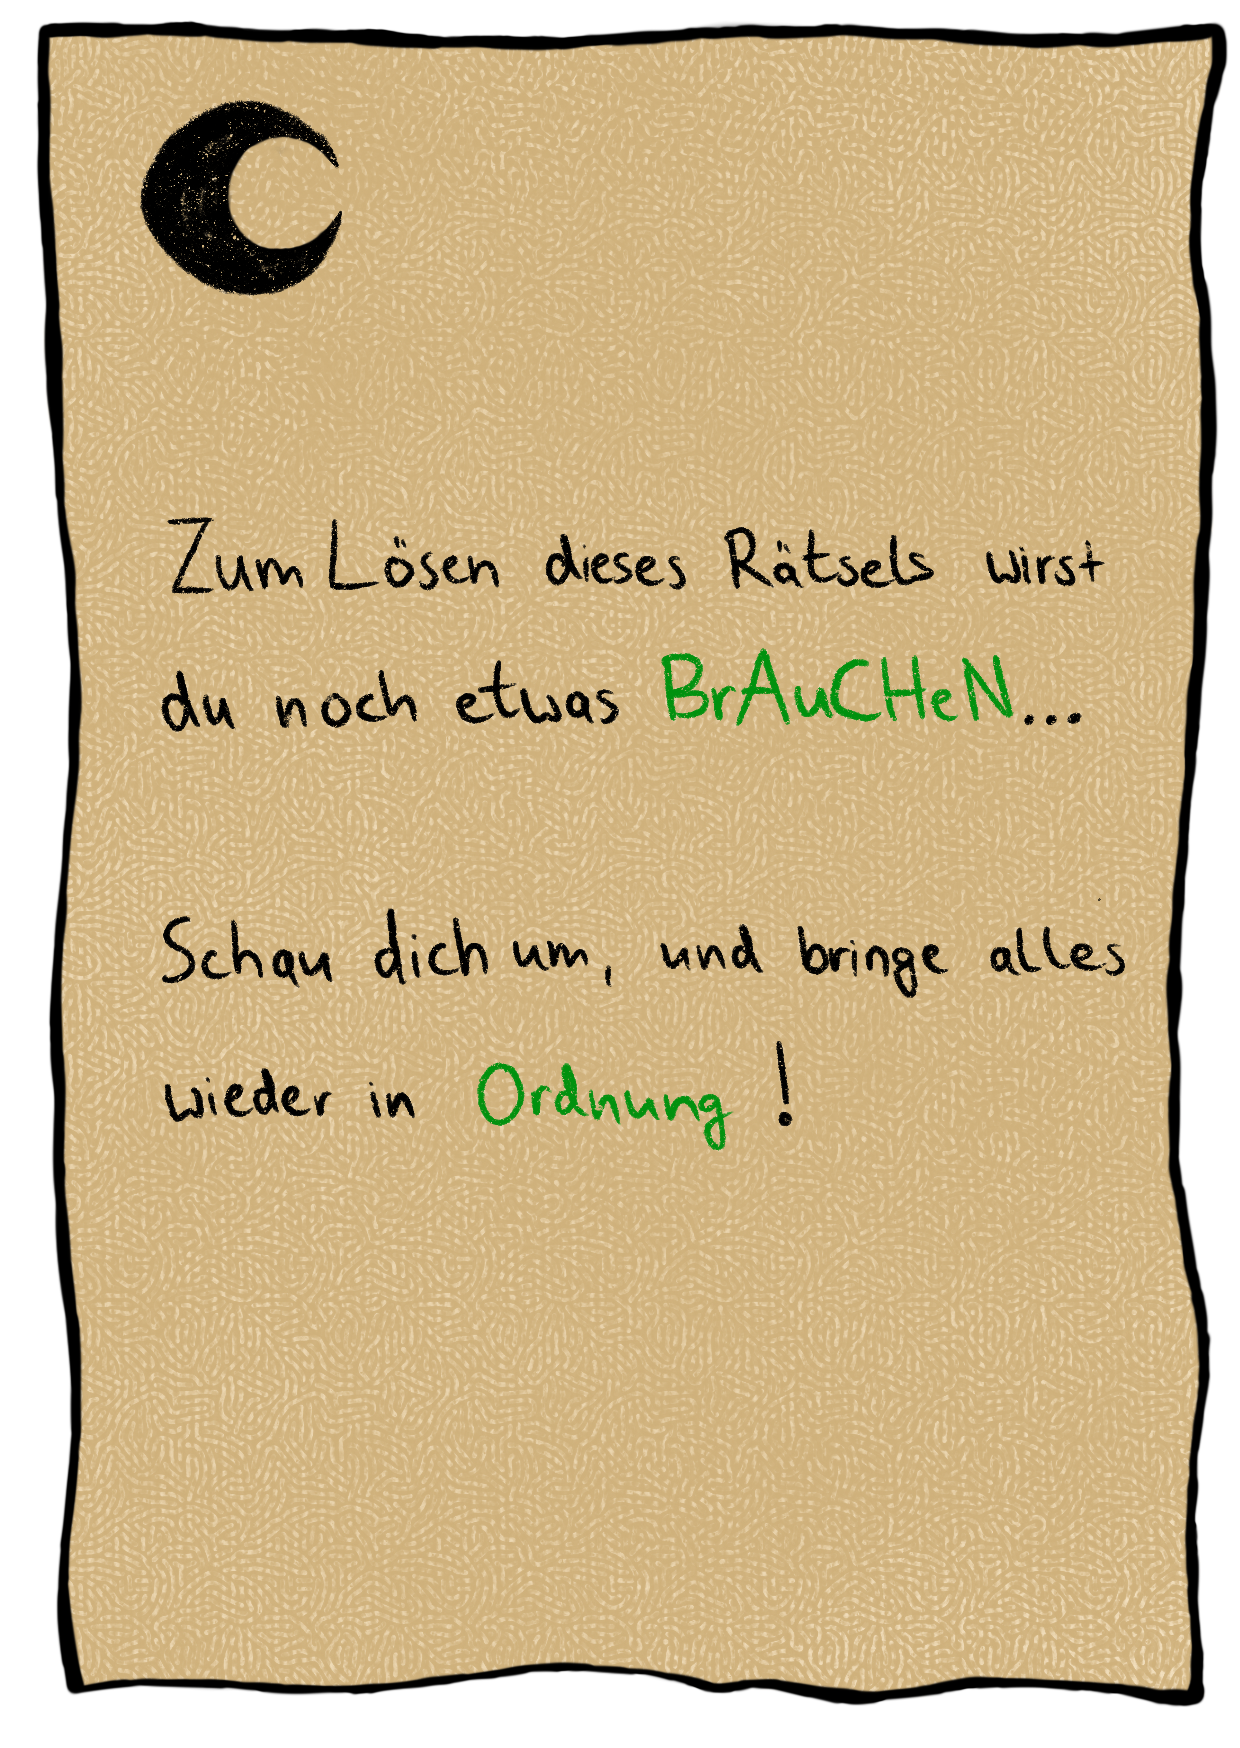 Zum Lösen dieses Rätsels wirst
du noch etwas BrAuCHeN...
Schau dich um, und bringe alles
wieder in Ordnung !